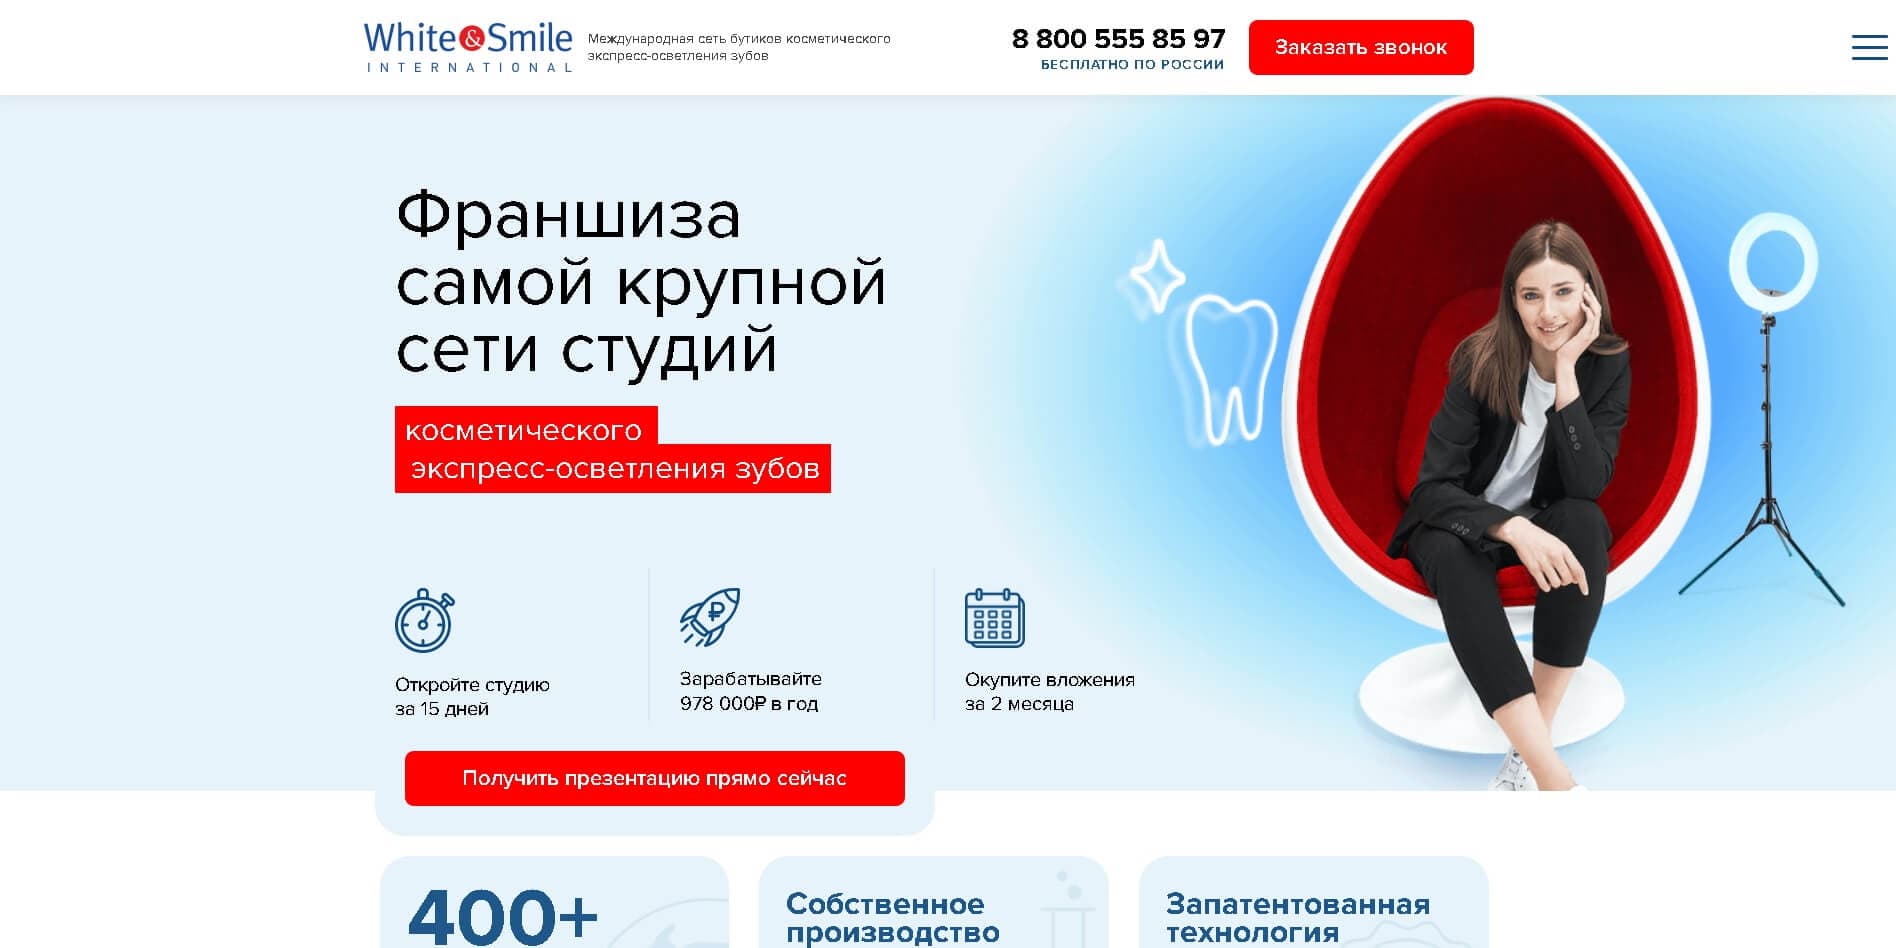 White&Smile
INTERNATIONAL
Международная сеть бутиков косметического
экспресс-осветления зубов
8 800 555 85 97
БЕСПЛАТНО ПО РОССИИ
Заказать звонок
Франшиза
самой крупной
сети студий
косметического
экспресс-осветления зубов
Откройте студию
за 15 дней
Зарабатывайте
978 000₽ в год
Окупите вложения
за 2 месяца
Получить презентацию прямо сейчас
400+
Собственное
производство
Запатентованная
технология